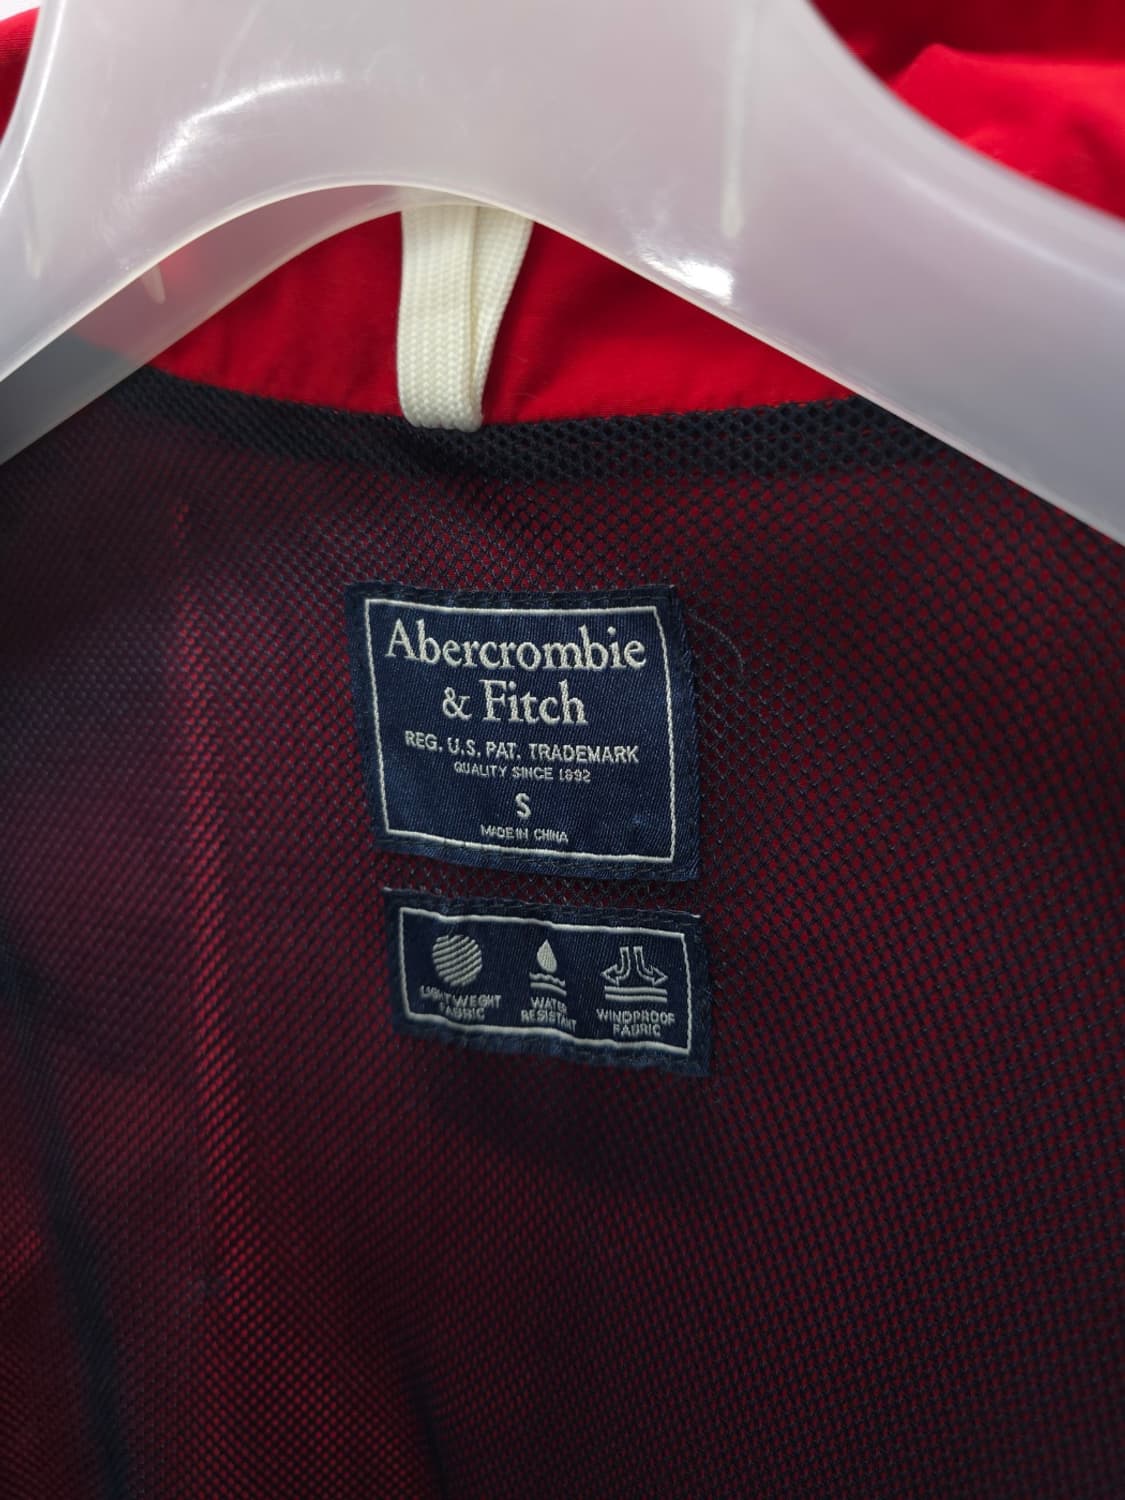 Abercrombie
& Fitch
REG. U.S. PAT. TRADEMARK
QUALITY SINCE 1892
S
MADE IN CHINA
LIGHTWEIGHT
FABRIC
WATER
RESISTANT
WINDPROOF
FABRIC